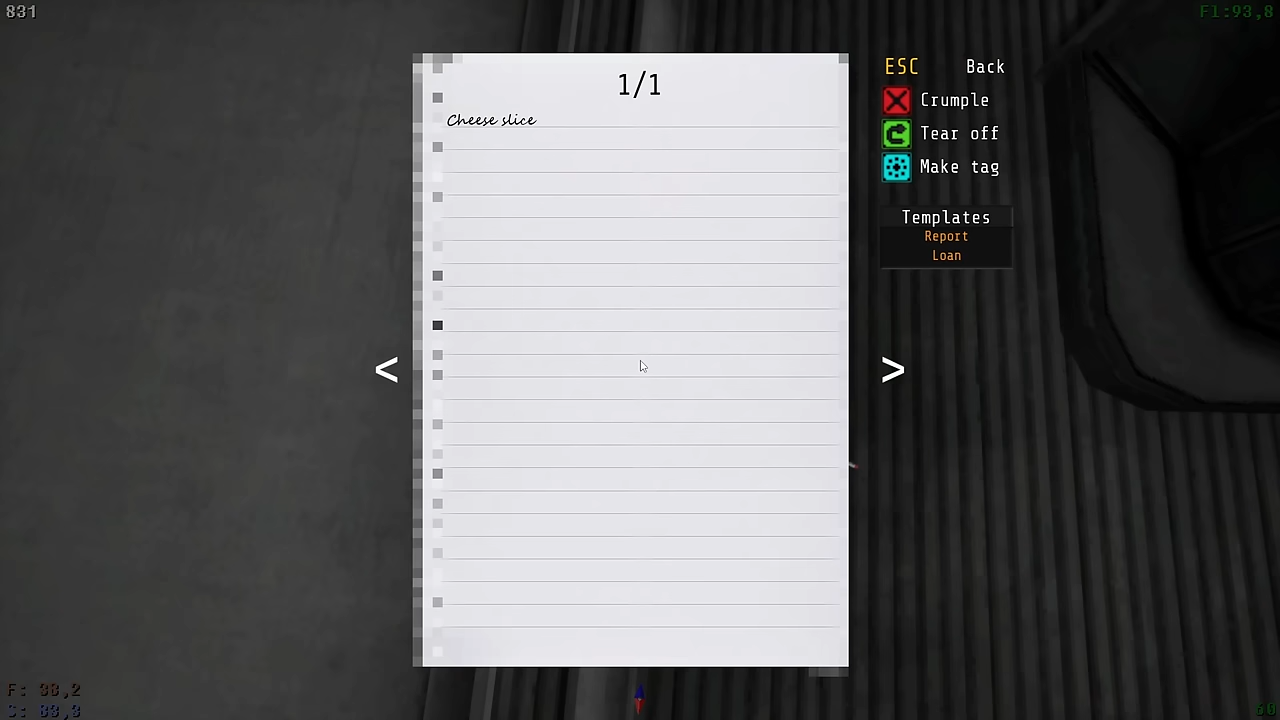 831
F1:93,8
1/1
Cheese slice
ESC Back
Crumple
Tear off
Make tag
Templates
Report
Loan
<
>